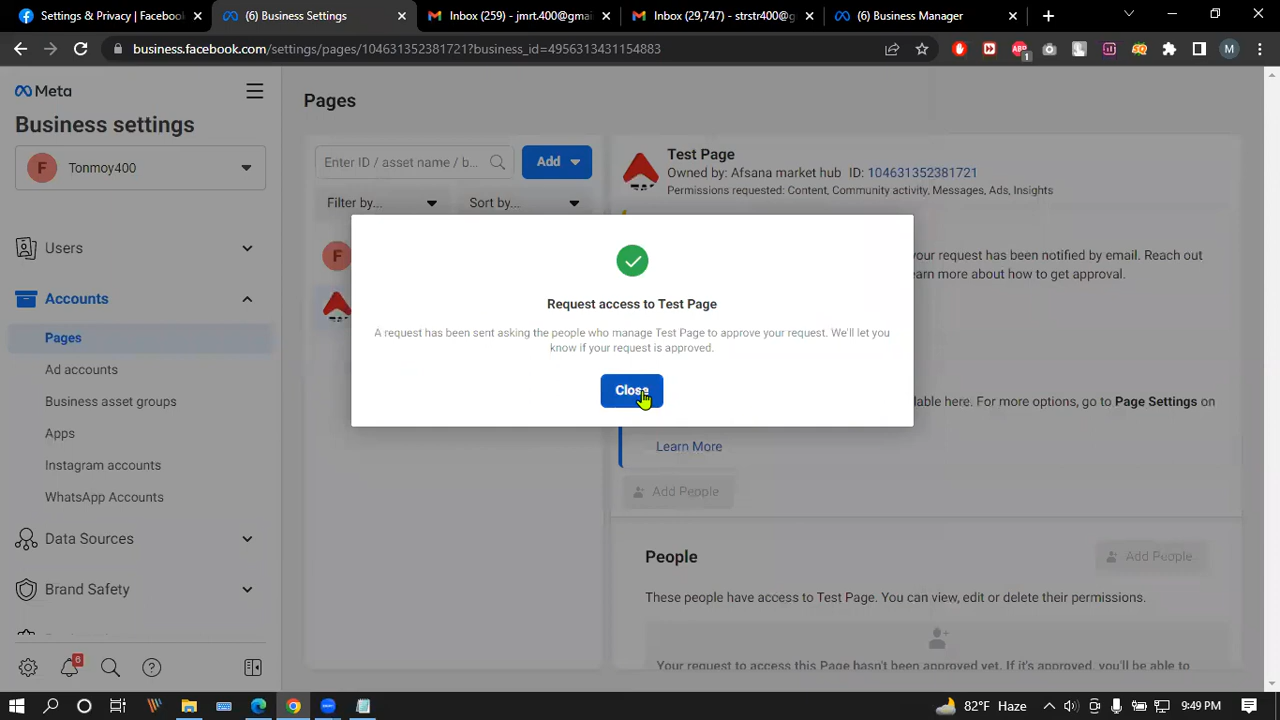 Settings & Privacy | Facebook
(6) Business Settings
Inbox (259) - jmrt.400@gmai
Inbox (29,747) - strstr400@g
(6) Business Manager
business.facebook.com/settings/pages/104631352381721?business_id=4956313431154883
ABP
1
SQ
M
Meta
Business settings
F
Tonmoy400
Users
Accounts
Pages
Ad accounts
Business asset groups
Apps
Instagram accounts
WhatsApp Accounts
Data Sources
Brand Safety
6
Pages
Enter ID / asset name / b...
Add
Filter by...
Sort by...
F
Test Page
Owned by: Afsana market hub ID: 104631352381721
Permissions requested: Content, Community activity, Messages, Ads, Insights
your request has been notified by email. Reach out
earn more about how to get approval.
lable here. For more options, go to Page Settings on
Learn More
Add People
People
Add People
These people have access to Test Page. You can view, edit or delete their permissions.
Your request to access this Page hasn't been approved yet. If it's approved, you'll be able to
Request access to Test Page
A request has been sent asking the people who manage Test Page to approve your request. We'll let you
know if your request is approved.
Close
82°F Haze
9:49 PM